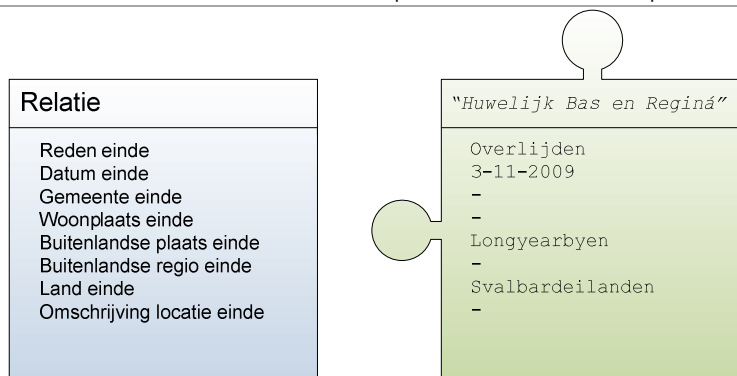 Relatie
Reden einde
Datum einde
Gemeente einde
Woonplaats einde
Buitenlandse plaats einde
Buitenlandse regio einde
Land einde
Omschrijving locatie einde
“Huwelijk Bas en Reginá”
Overlijden
3-11-2009
-
-
Longyearbyen
-
Svalbardeilanden
-